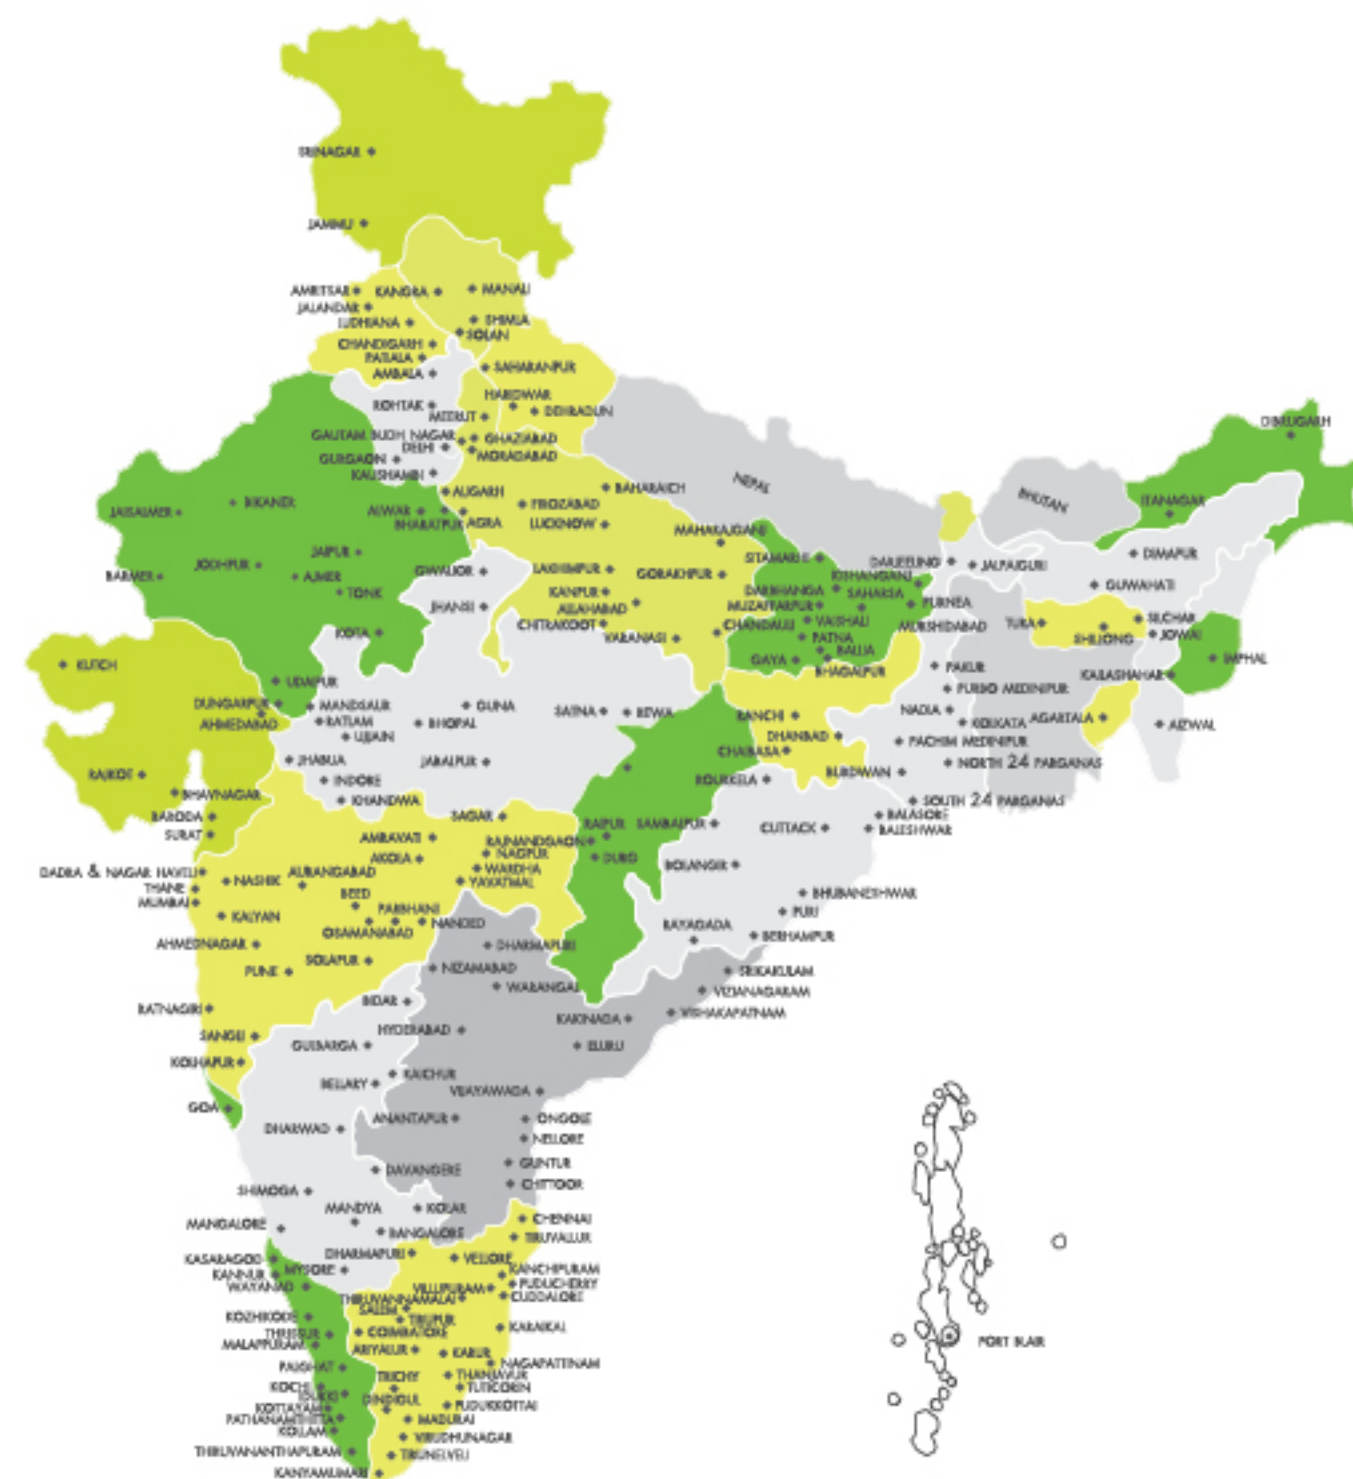 SRINAGAR
JAMMU
AMRITSAR
KANGRA
MANALI
JALANDAR
LUDHIANA
SHIMLA
SOLAN
CHANDIGARH
PATIALA
AMBALA
SAHARANPUR
HARIDWAR
DEHRADUN
ROHTAK
MEERUT
GAUTAM BUDH NAGAR
GHAZIABAD
DELHI
MORADABAD
GURGAON
KAUSHAMBI
ALIGARH
BAHARAICH
NEPAL
BHUTAN
DIBRUGARH
ITANAGAR
BIKANER
JAISALMER
ALWAR
BHARATPUR
AGRA
FIROZABAD
LUCKNOW
MAHARAJGANJ
JAIPUR
JODHPUR
BARMER
AJMER
TONK
KOTA
GWALIOR
JHANSI
LAKHIMPUR
GORAKHPUR
KANPUR
ALLAHABAD
CHITRAKOOT
VARANASI
CHANDAULI
SITAMARHI
DARJEELING
JALPAIGURI
DIMAPUR
GUWAHATI
KISHANGANJ
DARBHANGA
SAHARSA
MUZAFFARPUR
PURNEA
VAISHALI
MURSHIDABAD
PATNA
BALLIA
GAYA
BHAGALPUR
TURA
SHILLONG
SILCHAR
JOWAI
IMPHAL
KAILASHAHAR
KUTCH
UDAIPUR
DUNGARPUR
AHMEDABAD
MANDSAUR
RATLAM
UJJAIN
GUNA
BHOPAL
SATNA
REWA
PAKUR
PURBO MEDINIPUR
NADIA
KOLKATA
AGARTALA
AIZWAL
RANCHI
DHANBAD
CHAIBASA
PACHIM MEDINIPUR
NORTH 24 PARGANAS
BURDWAN
RAJKOT
BHAVNAGAR
JHABUA
INDORE
JABALPUR
KHANDWA
ROURKELA
SOUTH 24 PARGANAS
BALASORE
BALESHWAR
BARODA
SURAT
SAGAR
RAIPUR
SAMBALPUR
CUTTACK
AMRAVATI
RAJNANDGAON
NAGPUR
DURG
AKOLA
BOLANGIR
DADRA & NAGAR HAVELI
THANE
MUMBAI
NASHIK
AURANGABAD
WARDHA
YAVATMAL
BEED
BHUBANESHWAR
PURI
KALYAN
PARBHANI
NANDED
OSAMANABAD
RAYAGADA
BERHAMPUR
AHMEDNAGAR
SOLAPUR
PUNE
DHARMAPURI
NIZAMABAD
WARANGAL
SRIKAKULAM
VIZIANAGARAM
VISHAKAPATNAM
RATNAGIRI
BIDAR
KAKINADA
SANGLI
HYDERABAD
GULBARGA
ELURU
KOLHAPUR
RAICHUR
BELLARY
VIJAYAWADA
GOA
ANANTAPUR
ONGOLE
DHARWAD
NELLORE
GUNTUR
DAVANGERE
CHITTOOR
SHIMOGA
MANDYA
KOLAR
CHENNAI
MANGALORE
BANGALORE
TIRUVALLUR
KASARAGOD
DHARMAPURI
VELLORE
KANNUR
MYSORE
KANCHPURAM
WAYANAD
VILLUPURAM
PUDUCHERRY
THIRUVANNAMALAI
CUDDALORE
SALEM
KOZHIKODE
TIRUPUR
KARAIKAL
THRISSUR
COIMBATORE
MALAPPURAM
ARIYALUR
KARUR
PALGHAT
NAGAPATTINAM
TRICHY
THANJAVUR
KOCHI
TUTICORIN
IDUKKI
DINDIGUL
PUDUKKOTTAI
KOTTAYAM
PATHANAMTHITTA
MADURAI
KOLLAM
VIRUDHUNAGAR
THIRUVANANTHAPURAM
TIRUNELVELI
KANYAMUMARI
PORT BLAIR